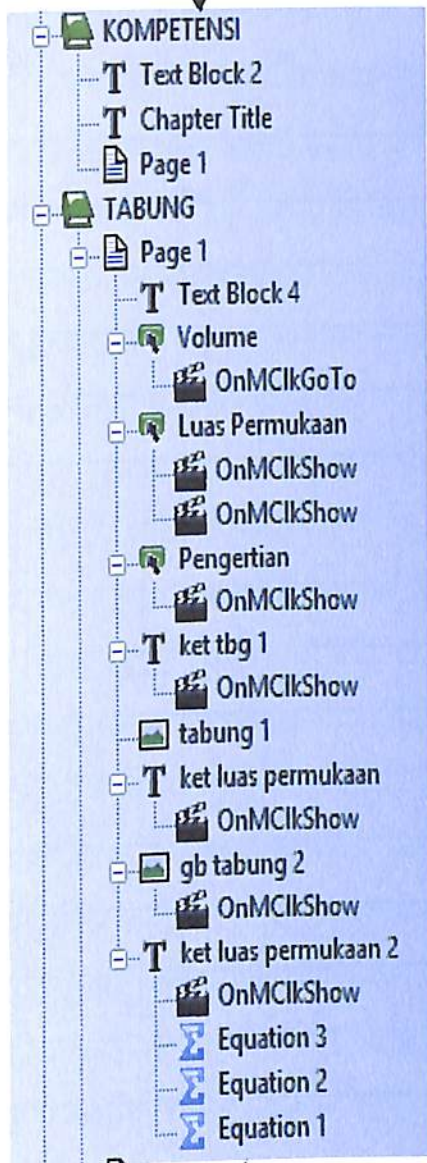 KOMPETENSI
Text Block 2
Chapter Title
Page 1
TABUNG
Page 1
Text Block 4
Volume
OnMClkGoTo
Luas Permukaan
OnMClkShow
OnMClkShow
Pengertian
OnMClkShow
ket tbg 1
OnMClkShow
tabung 1
ket luas permukaan
OnMClkShow
gb tabung 2
OnMClkShow
ket luas permukaan 2
OnMClkShow
Equation 3
Equation 2
Equation 1